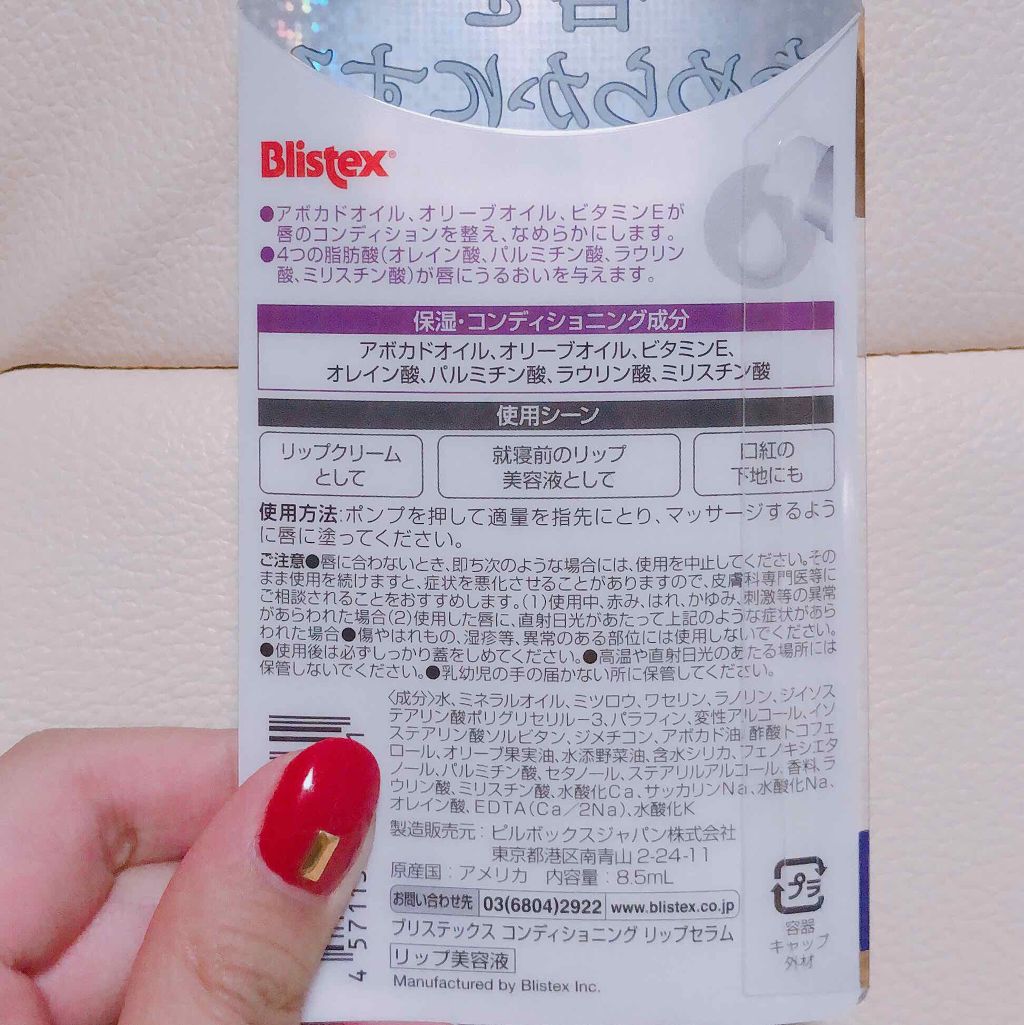 Blistex®
●アボカドオイル、オリーブオイル、ビタミンEが
唇のコンディションを整え、なめらかにします。
●4つの脂肪酸(オレイン酸、パルミチン酸、ラウリン
酸、ミリスチン酸)が唇にうるおいを与えます。
保湿・コンディショニング成分
アボカドオイル、オリーブオイル、ビタミンE、
オレイン酸、パルミチン酸、ラウリン酸、ミリスチン酸
使用シーン
リップクリーム
として
就寝前のリップ
美容液として
口紅の
下地にも
使用方法:ポンプを押して適量を指先にとり、マッサージするよう
に唇に塗ってください。
ご注意●唇に合わないとき、即ち次のような場合には、使用を中止してください。その
まま使用を続けますと、症状を悪化させることがありますので、皮膚科専門医等に
ご相談されることをおすすめします。(1)使用中、赤み、はれ、かゆみ、刺激等の異常
があらわれた場合(2)使用した唇に、直射日光があたって上記のような症状があら
われた場合●傷やはれもの、湿疹等、異常のある部位には使用しないでください。
●使用後は必ずしっかり蓋をしめてください。●高温や直射日光のあたる場所には
保管しないでください。●乳幼児の手の届かない所に保管してください。
〈成分〉水、ミネラルオイル、ミツロウ、ワセリン、ラノリン、ジイソス
テアリン酸ポリグリセリル-3、パラフィン、変性アルコール、イソ
ステアリン酸ソルビタン、ジメチコン、アボカド油、酢酸トコフェ
ロール、オリーブ果実油、水添野菜油、含水シリカ、フェノキシエタ
ノール、パルミチン酸、セタノール、ステアリルアルコール、香料、ラ
ウリン酸、ミリスチン酸、水酸化Ca、サッカリンNa、水酸化Na、
オレイン酸、EDTA(Ca/2Na)、水酸化K
製造販売元:ピルボックスジャパン株式会社
東京都港区南青山 2-24-11
原産国:アメリカ 内容量:8.5mL
お問い合わせ先 03(6804)2922 www.blistex.co.jp
ブリステックス コンディショニング リップセラム
リップ美容液
Manufactured by Blistex Inc.
プラ
容器
キャップ
外材